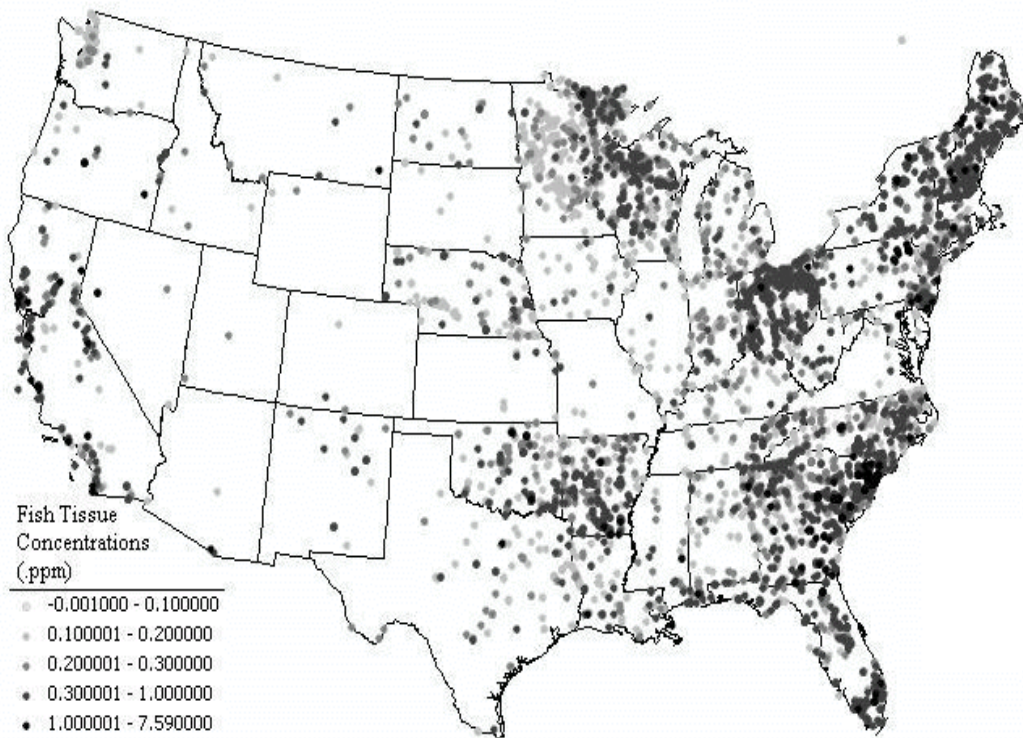 Fish Tissue
Concentrations
(.ppm)
-0.001000 - 0.100000
0.100001 - 0.200000
0.200001 - 0.300000
0.300001 - 1.000000
1.000001 - 7.590000